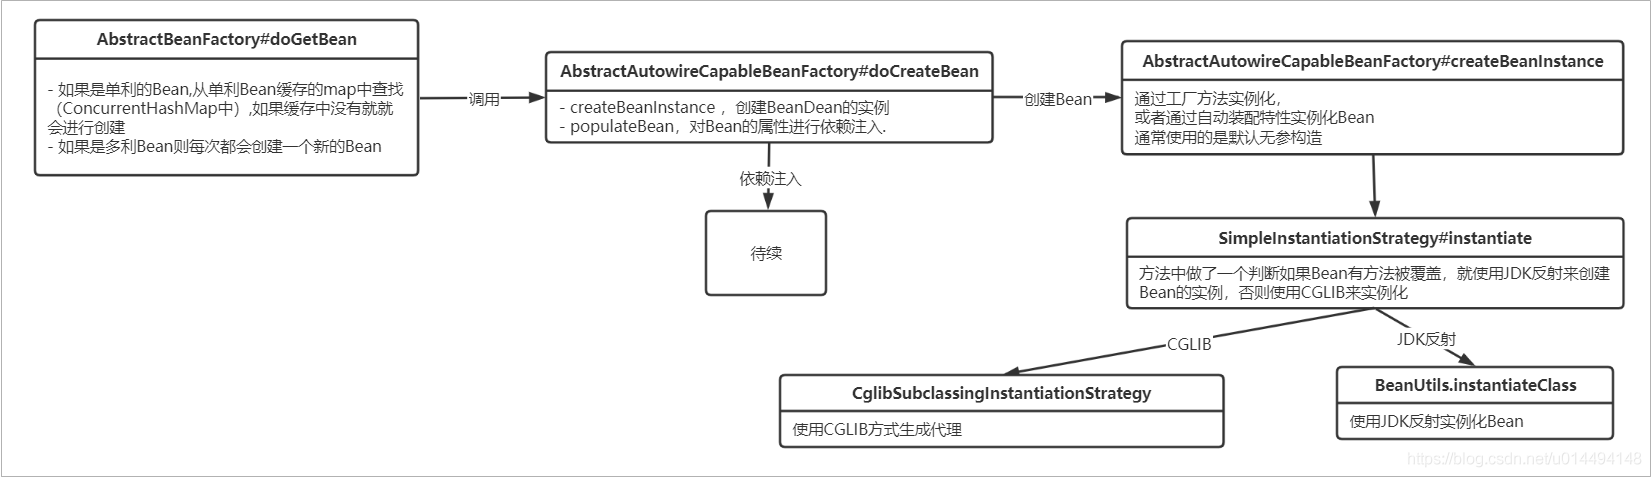 AbstractBeanFactory#doGetBean
- 如果是单利的Bean,从单利Bean缓存的map中查找
（ConcurrentHashMap中）,如果缓存中没有就就
会进行创建
- 如果是多利Bean则每次都会创建一个新的Bean
调用
AbstractAutowireCapableBeanFactory#doCreateBean
- createBeanInstance ，创建BeanDean的实例
- populateBean，对Bean的属性进行依赖注入.
依赖注入
待续
创建Bean
AbstractAutowireCapableBeanFactory#createBeanInstance
通过工厂方法实例化，
或者通过自动装配特性实例化Bean
通常使用的是默认无参构造
SimpleInstantiationStrategy#instantiate
方法中做了一个判断如果Bean有方法被覆盖，就使用JDK反射来创建
Bean的实例，否则使用CGLIB来实例化
CGLIB
JDK反射
CglibSubclassingInstantiationStrategy
使用CGLIB方式生成代理
BeanUtils.instantiateClass
使用JDK反射实例化Bean
https://blog.csdn.net/u014494148